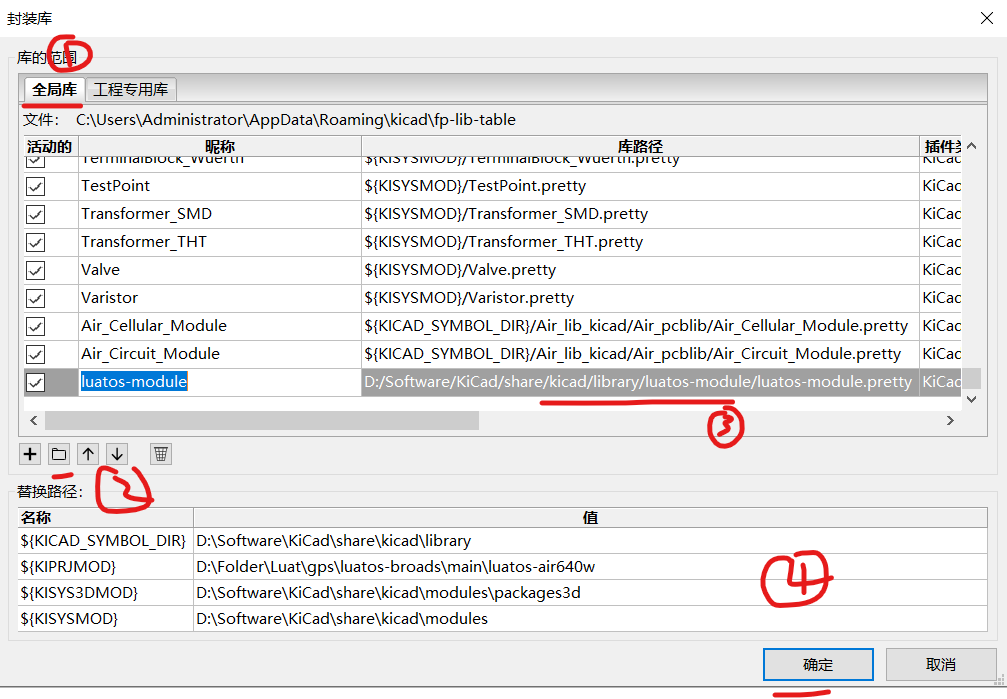 封装库
库的范围
1
全局库 工程专用库
文件： C:\Users\Administrator\AppData\Roaming\kicad\fp-lib-table
活动的 昵称 库路径 插件类
TerminalBlock_Wuerth ${KISYSMOD}/TerminalBlock_Wuerth.pretty KiCad
TestPoint ${KISYSMOD}/TestPoint.pretty KiCad
Transformer_SMD ${KISYSMOD}/Transformer_SMD.pretty KiCad
Transformer_THT ${KISYSMOD}/Transformer_THT.pretty KiCad
Valve ${KISYSMOD}/Valve.pretty KiCad
Varistor ${KISYSMOD}/Varistor.pretty KiCad
Air_Cellular_Module ${KICAD_SYMBOL_DIR}/Air_lib_kicad/Air_pcblib/Air_Cellular_Module.pretty KiCad
Air_Circuit_Module ${KICAD_SYMBOL_DIR}/Air_lib_kicad/Air_pcblib/Air_Circuit_Module.pretty KiCad
luatos-module D:/Software/KiCad/share/kicad/library/luatos-module/luatos-module.pretty KiCad
3
2
替换路径：
名称 值
${KICAD_SYMBOL_DIR} D:\Software\KiCad\share\kicad\library
${KIPRJMOD} D:\Folder\Luat\gps\luatos-broads\main\luatos-air640w
${KISYS3DMOD} D:\Software\KiCad\share\kicad\modules\packages3d
${KISYSMOD} D:\Software\KiCad\share\kicad\modules
4
确定 取消